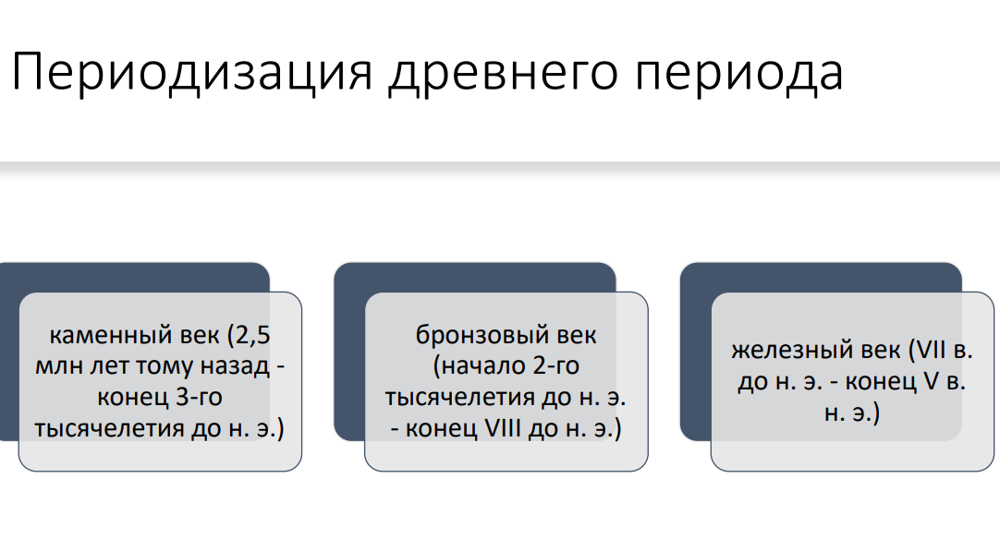 Периодизация древнего периода
каменный век (2,5
млн лет тому назад -
конец 3-го
тысячелетия до н. э.)
бронзовый век
(начало 2-го
тысячелетия до н. э.
- конец VIII до н. э.)
железный век (VII в.
до н. э. - конец V в.
н. э.)